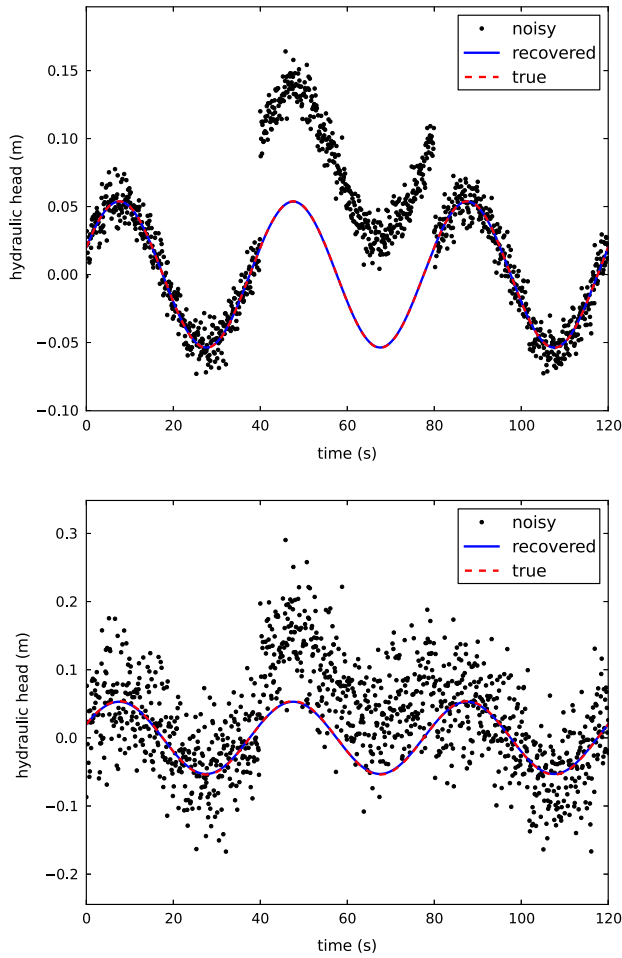 noisy
recovered
true
0.15
0.10
0.05
0.00
−0.05
−0.10
hydraulic head (m)
0 20 40 60 80 100 120
time (s)
noisy
recovered
true
0.3
0.2
0.1
0.0
−0.1
−0.2
hydraulic head (m)
0 20 40 60 80 100 120
time (s)